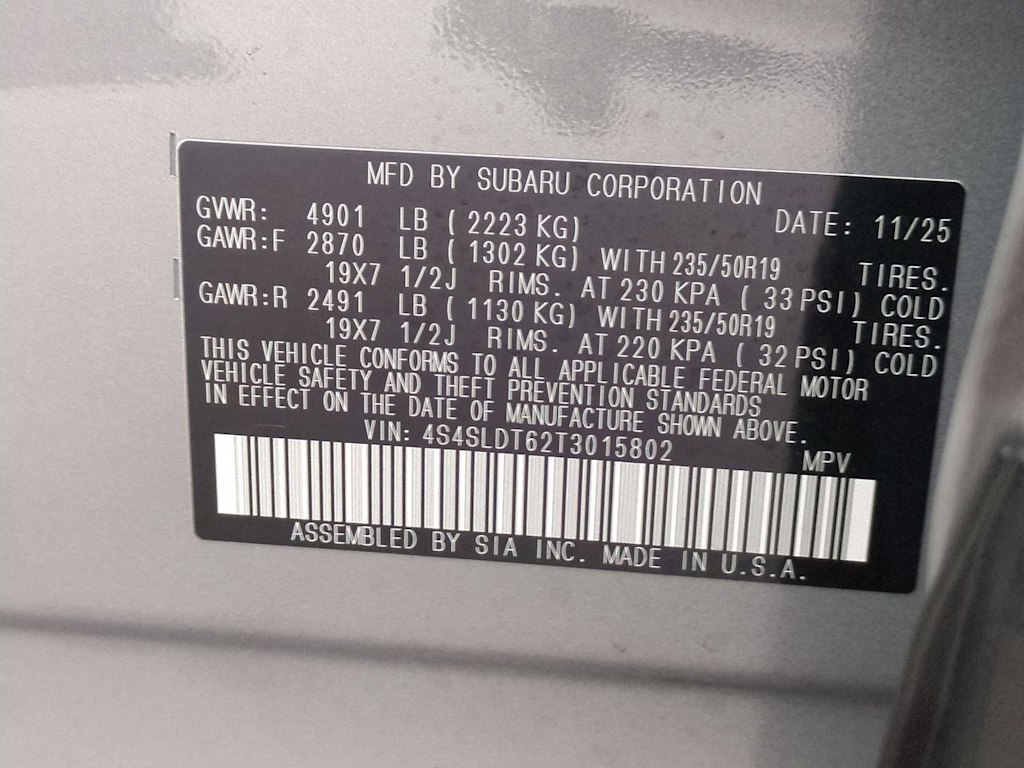 MFD BY SUBARU CORPORATION
GVWR: 4901 LB ( 2223 KG) DATE: 11/25
GAWR:F 2870 LB ( 1302 KG) WITH 235/50R19 TIRES.
19X7 1/2J RIMS. AT 230 KPA ( 33 PSI) COLD
GAWR:R 2491 LB ( 1130 KG) WITH 235/50R19 TIRES.
19X7 1/2J RIMS. AT 220 KPA ( 32 PSI) COLD
THIS VEHICLE CONFORMS TO ALL APPLICABLE FEDERAL MOTOR
VEHICLE SAFETY AND THEFT PREVENTION STANDARDS
IN EFFECT ON THE DATE OF MANUFACTURE SHOWN ABOVE.
VIN: 4S4SLDT62T3015802 MPV
ASSEMBLED BY SIA INC. MADE IN U.S.A.